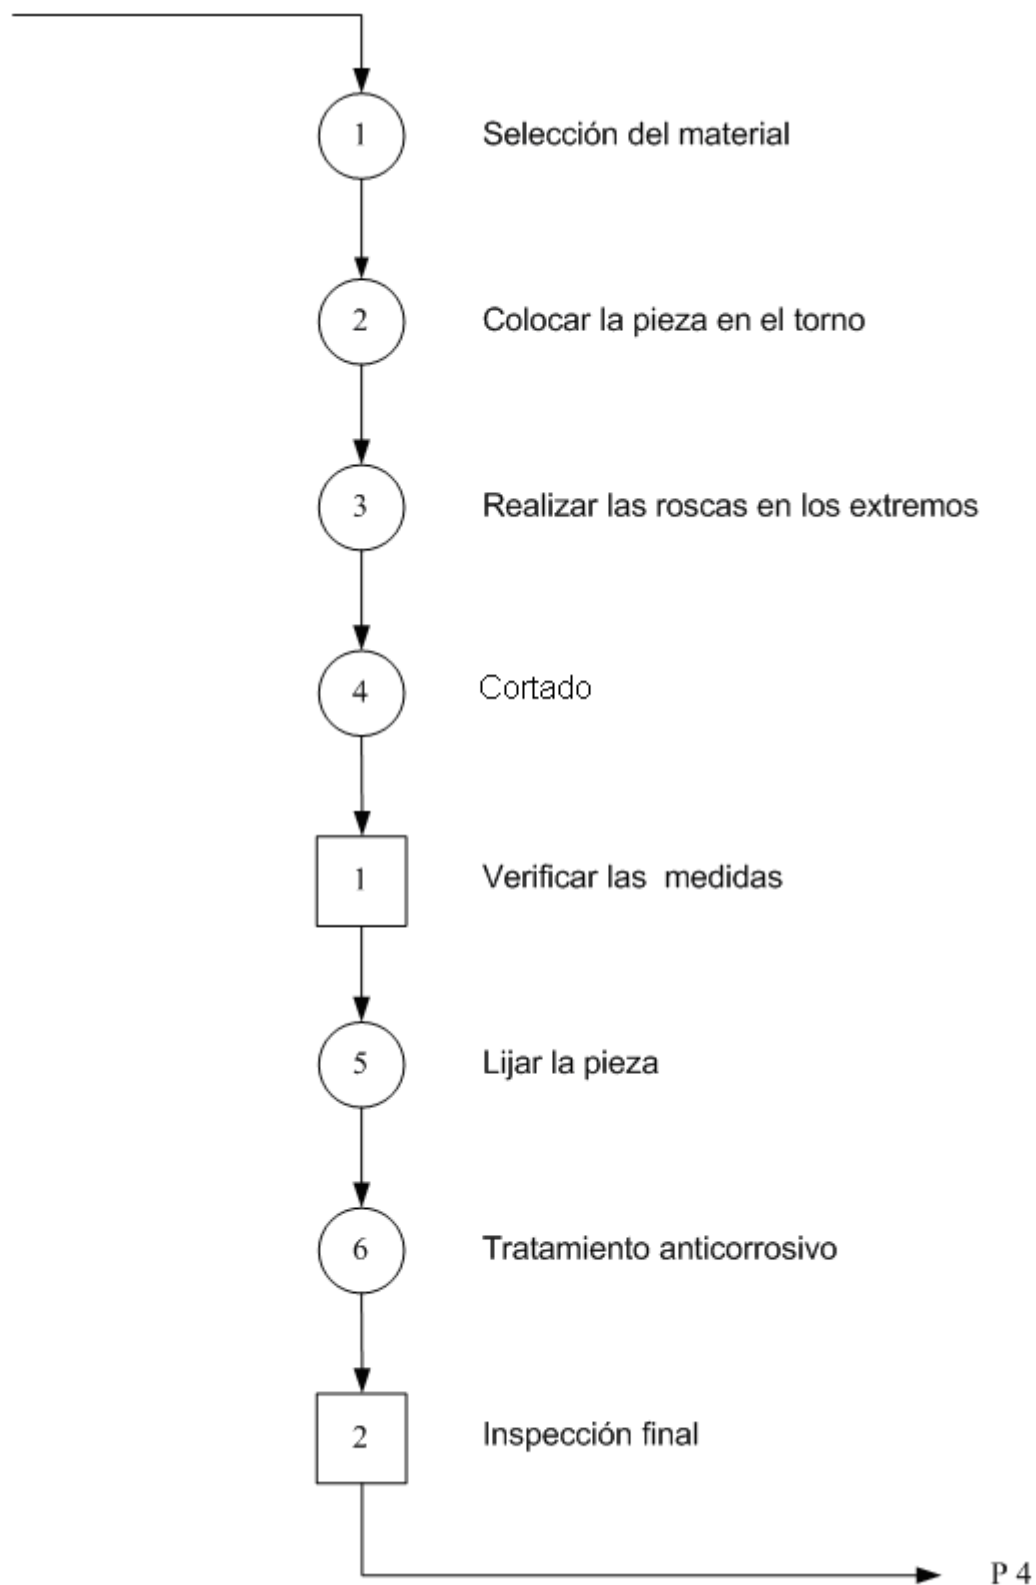 1 Selección del material
2 Colocar la pieza en el torno
3 Realizar las roscas en los extremos
4 Cortado
1 Verificar las  medidas
5 Lijar la pieza
6 Tratamiento anticorrosivo
2 Inspección final
P 4